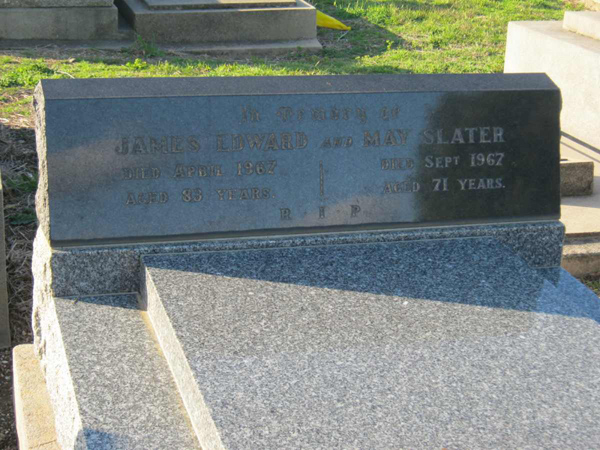 In Memory of
JAMES EDWARD AND MAY SLATER
DIED APRIL 1967 DIED SEPT 1967
AGED 86 YEARS. AGED 71 YEARS.
R I P